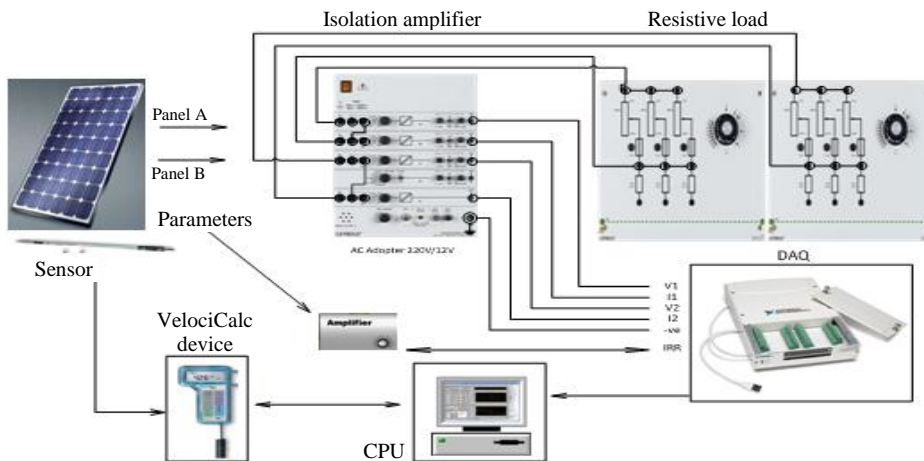 Isolation amplifier
Resistive load
Panel A
Panel B
Parameters
AC Adopter 220V/12V
Sensor
DAQ
V1
I1
V2
I2
-ve
IRR
VelociCalc
device
Amplifier
CPU